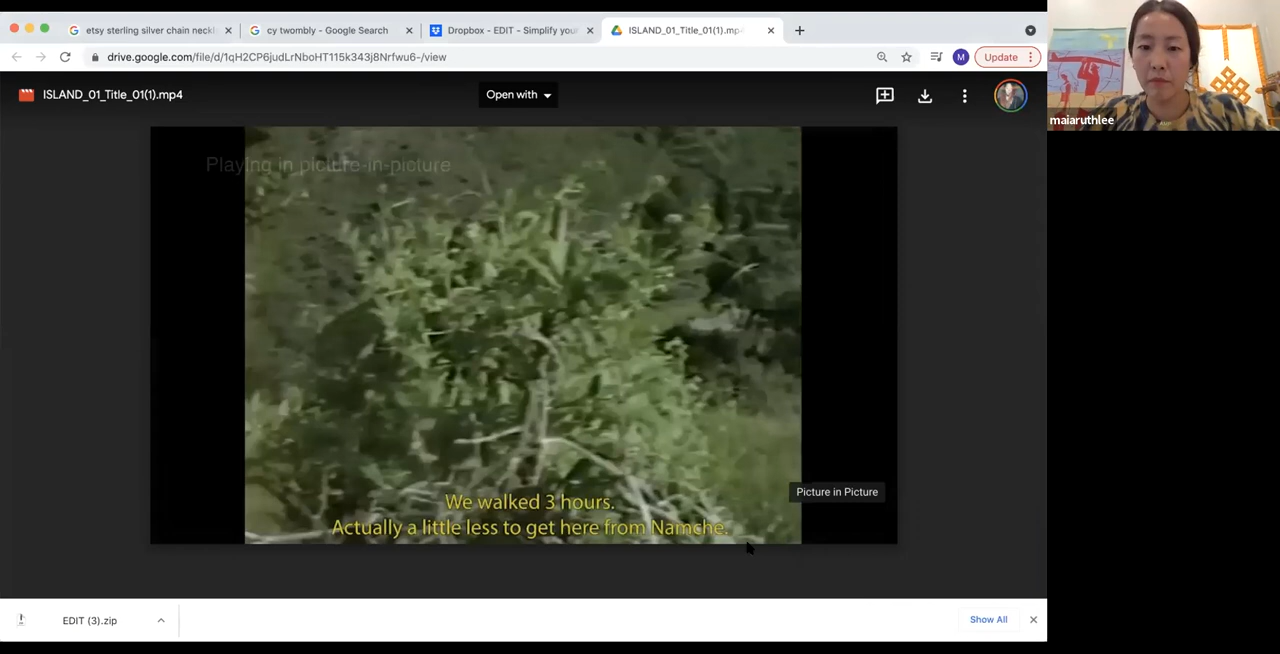 etsy sterling silver chain neckl
cy twombly - Google Search
Dropbox - EDIT - Simplify your
ISLAND_01_Title_01(1).mp4
drive.google.com/file/d/1qH2CP6judLrNboHT115k343j8Nrfwu6-/view
M
Update
maiaruthlee
ISLAND_01_Title_01(1).mp4
Open with
Playing in picture-in-picture
Picture in Picture
We walked 3 hours.
Actually a little less to get here from Namche.
EDIT (3).zip
Show All